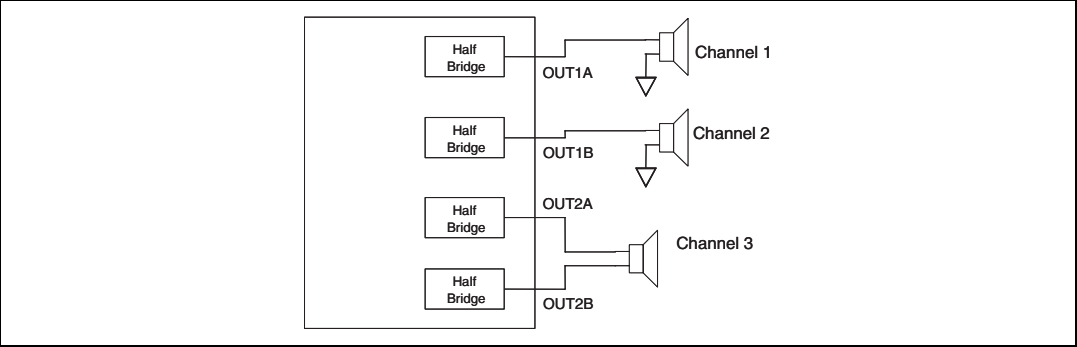 Half
Bridge
OUT1A
Channel 1
Half
Bridge
OUT1B
Channel 2
Half
Bridge
OUT2A
Channel 3
Half
Bridge
OUT2B